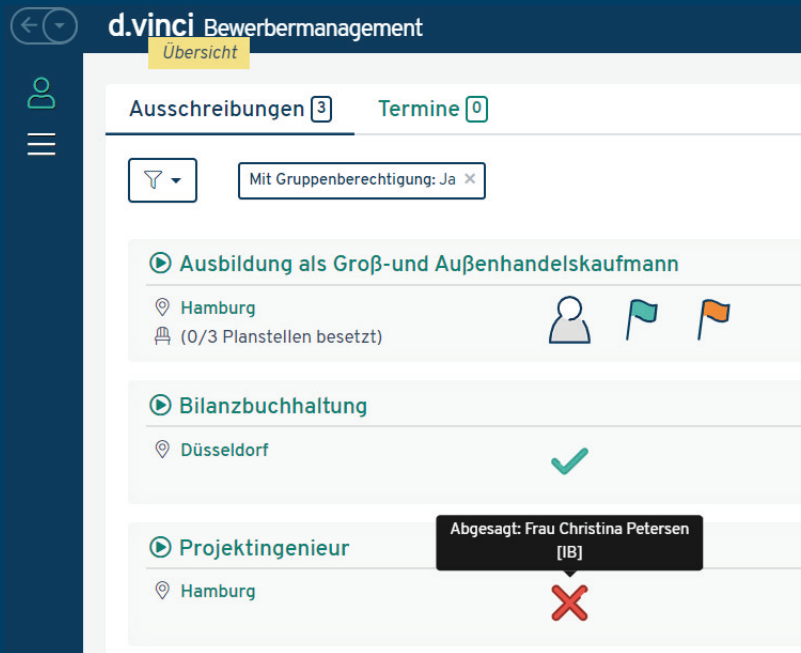 d.vinci Bewerbermanagement
Übersicht
Ausschreibungen 3 Termine 0
Mit Gruppenberechtigung: Ja ×
Ausbildung als Groß-und Außenhandelskaufmann
Hamburg
(0/3 Planstellen besetzt)
Bilanzbuchhaltung
Düsseldorf
Abgesagt: Frau Christina Petersen
[IB]
Projektingenieur
Hamburg